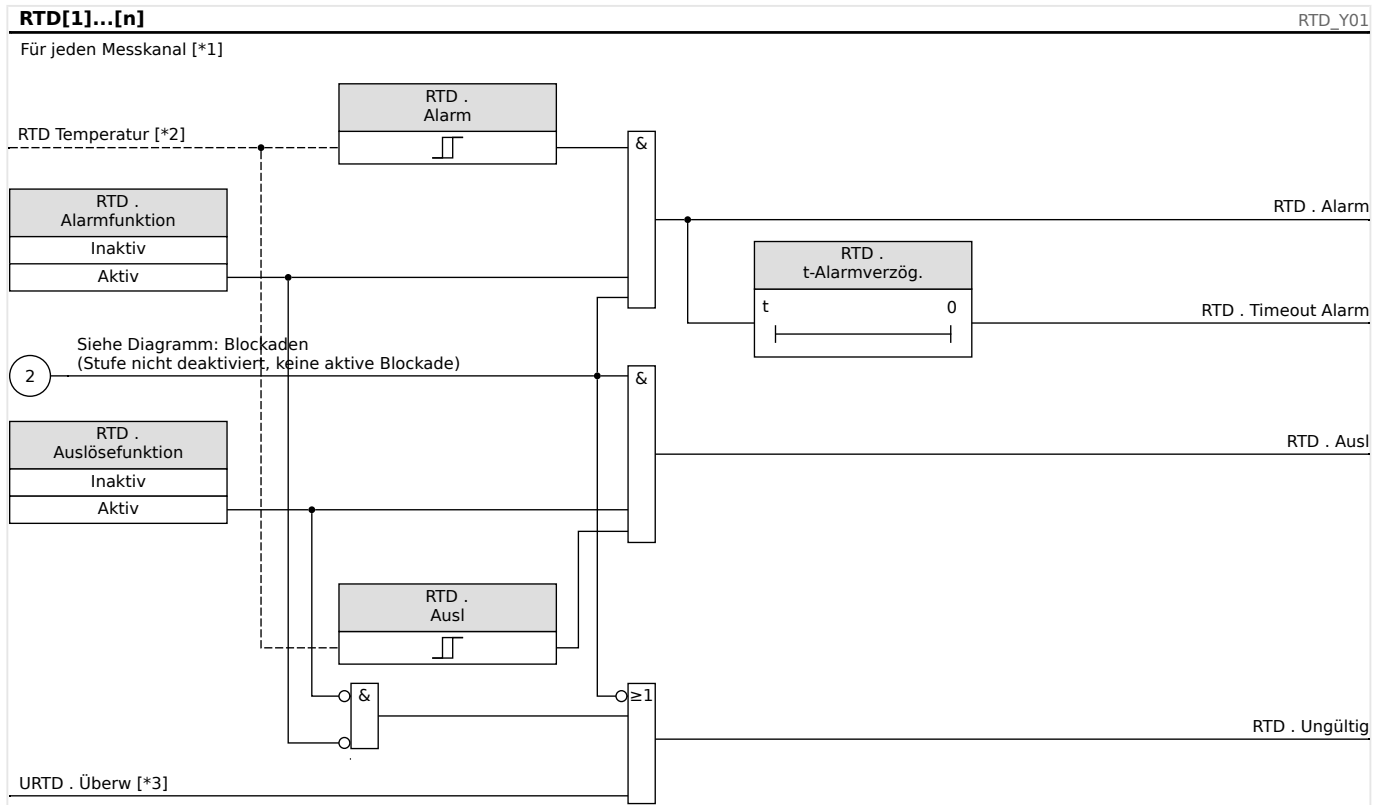 RTD[1]...[n]
RTD_Y01
Für jeden Messkanal [*1]
RTD .
Alarm
RTD Temperatur [*2]
&
RTD .
Alarmfunktion
Inaktiv
Aktiv
RTD . Alarm
RTD .
t-Alarmverzög.
t 0
RTD . Timeout Alarm
Siehe Diagramm: Blockaden
(Stufe nicht deaktiviert, keine aktive Blockade)
2
&
RTD .
Auslösefunktion
Inaktiv
Aktiv
RTD . Ausl
RTD .
Ausl
&
≥1
RTD . Ungültig
URTD . Überw [*3]